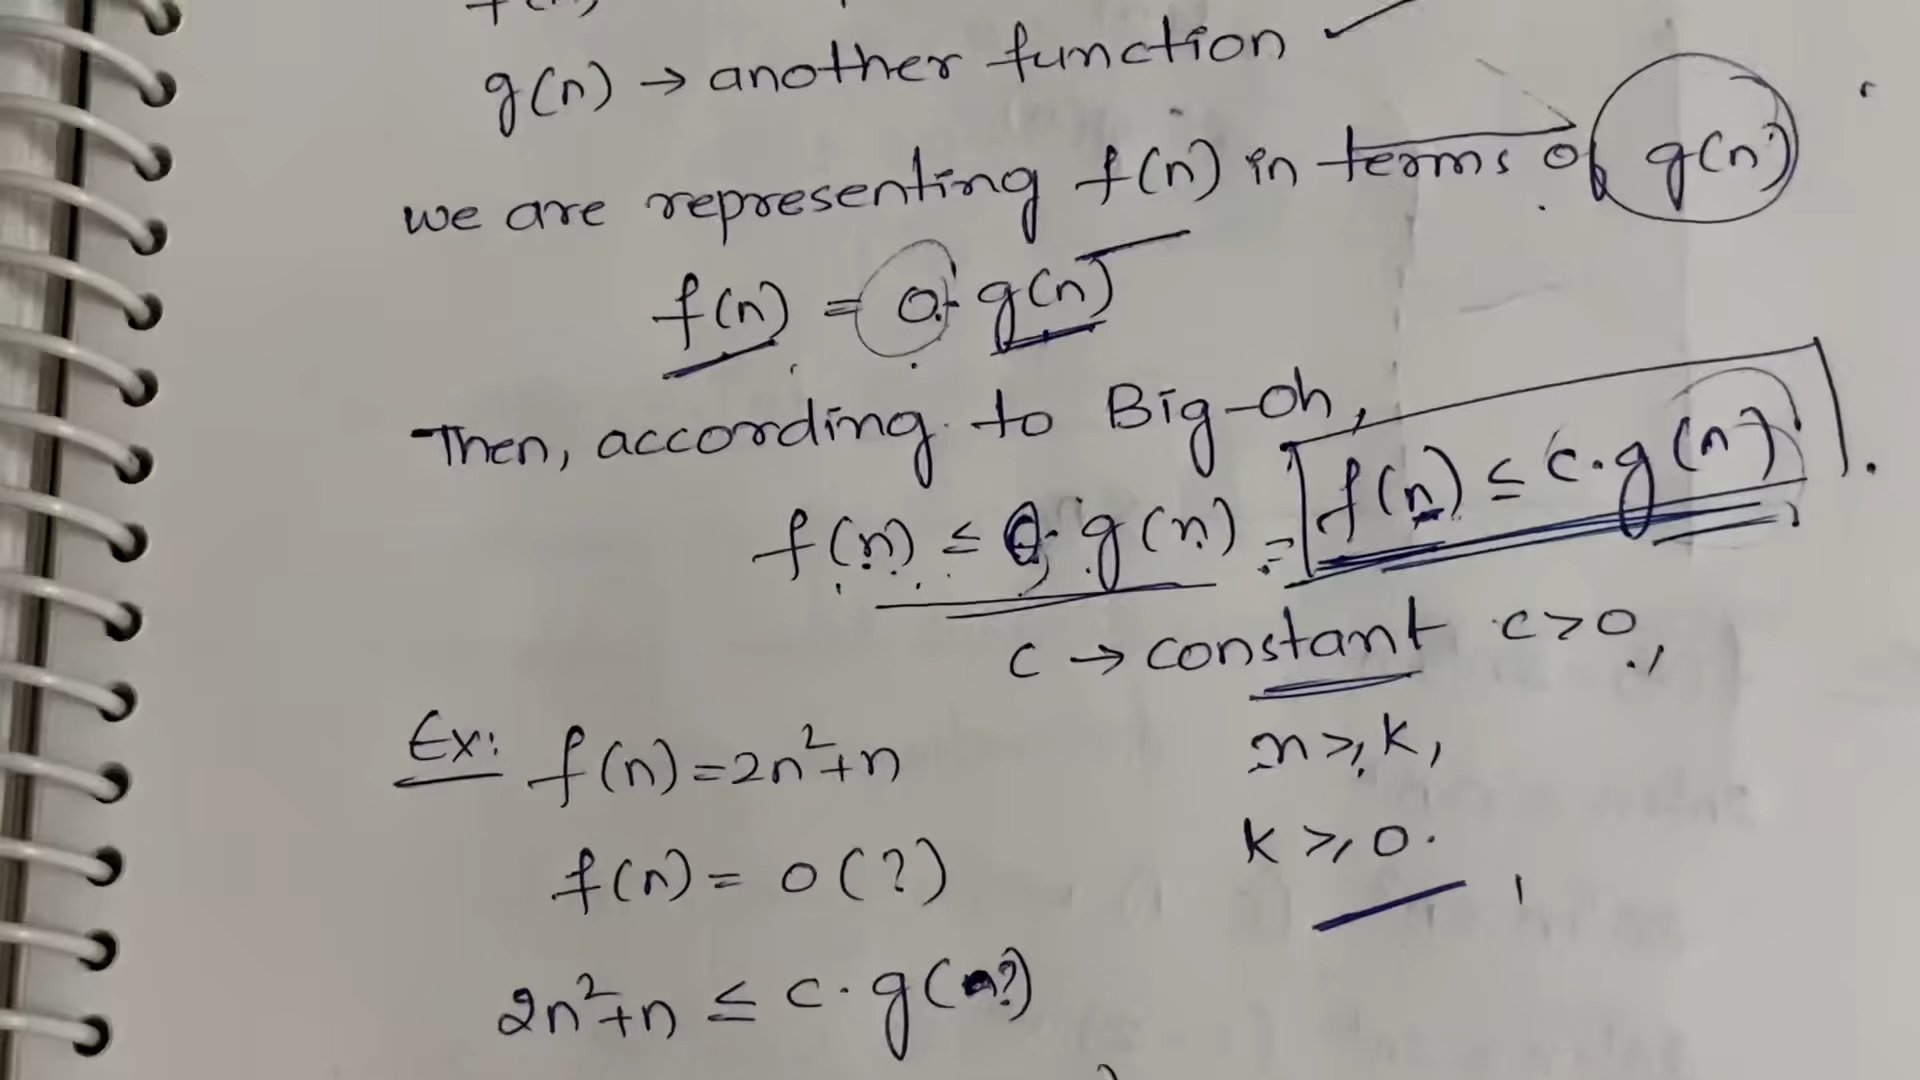 g(n) → another function
we are representing f(n) in terms of g(n)
f(n) = O. g(n)
Then, according to Big-Oh,
f(n) ≤ O. g(n) = f(n) ≤ c.g(n).
c → constant c>0,
n≥k,
Ex: f(n)=2n²+n
k≥0.
f(n) = O(?)
2n²+n ≤ c.g(n?)